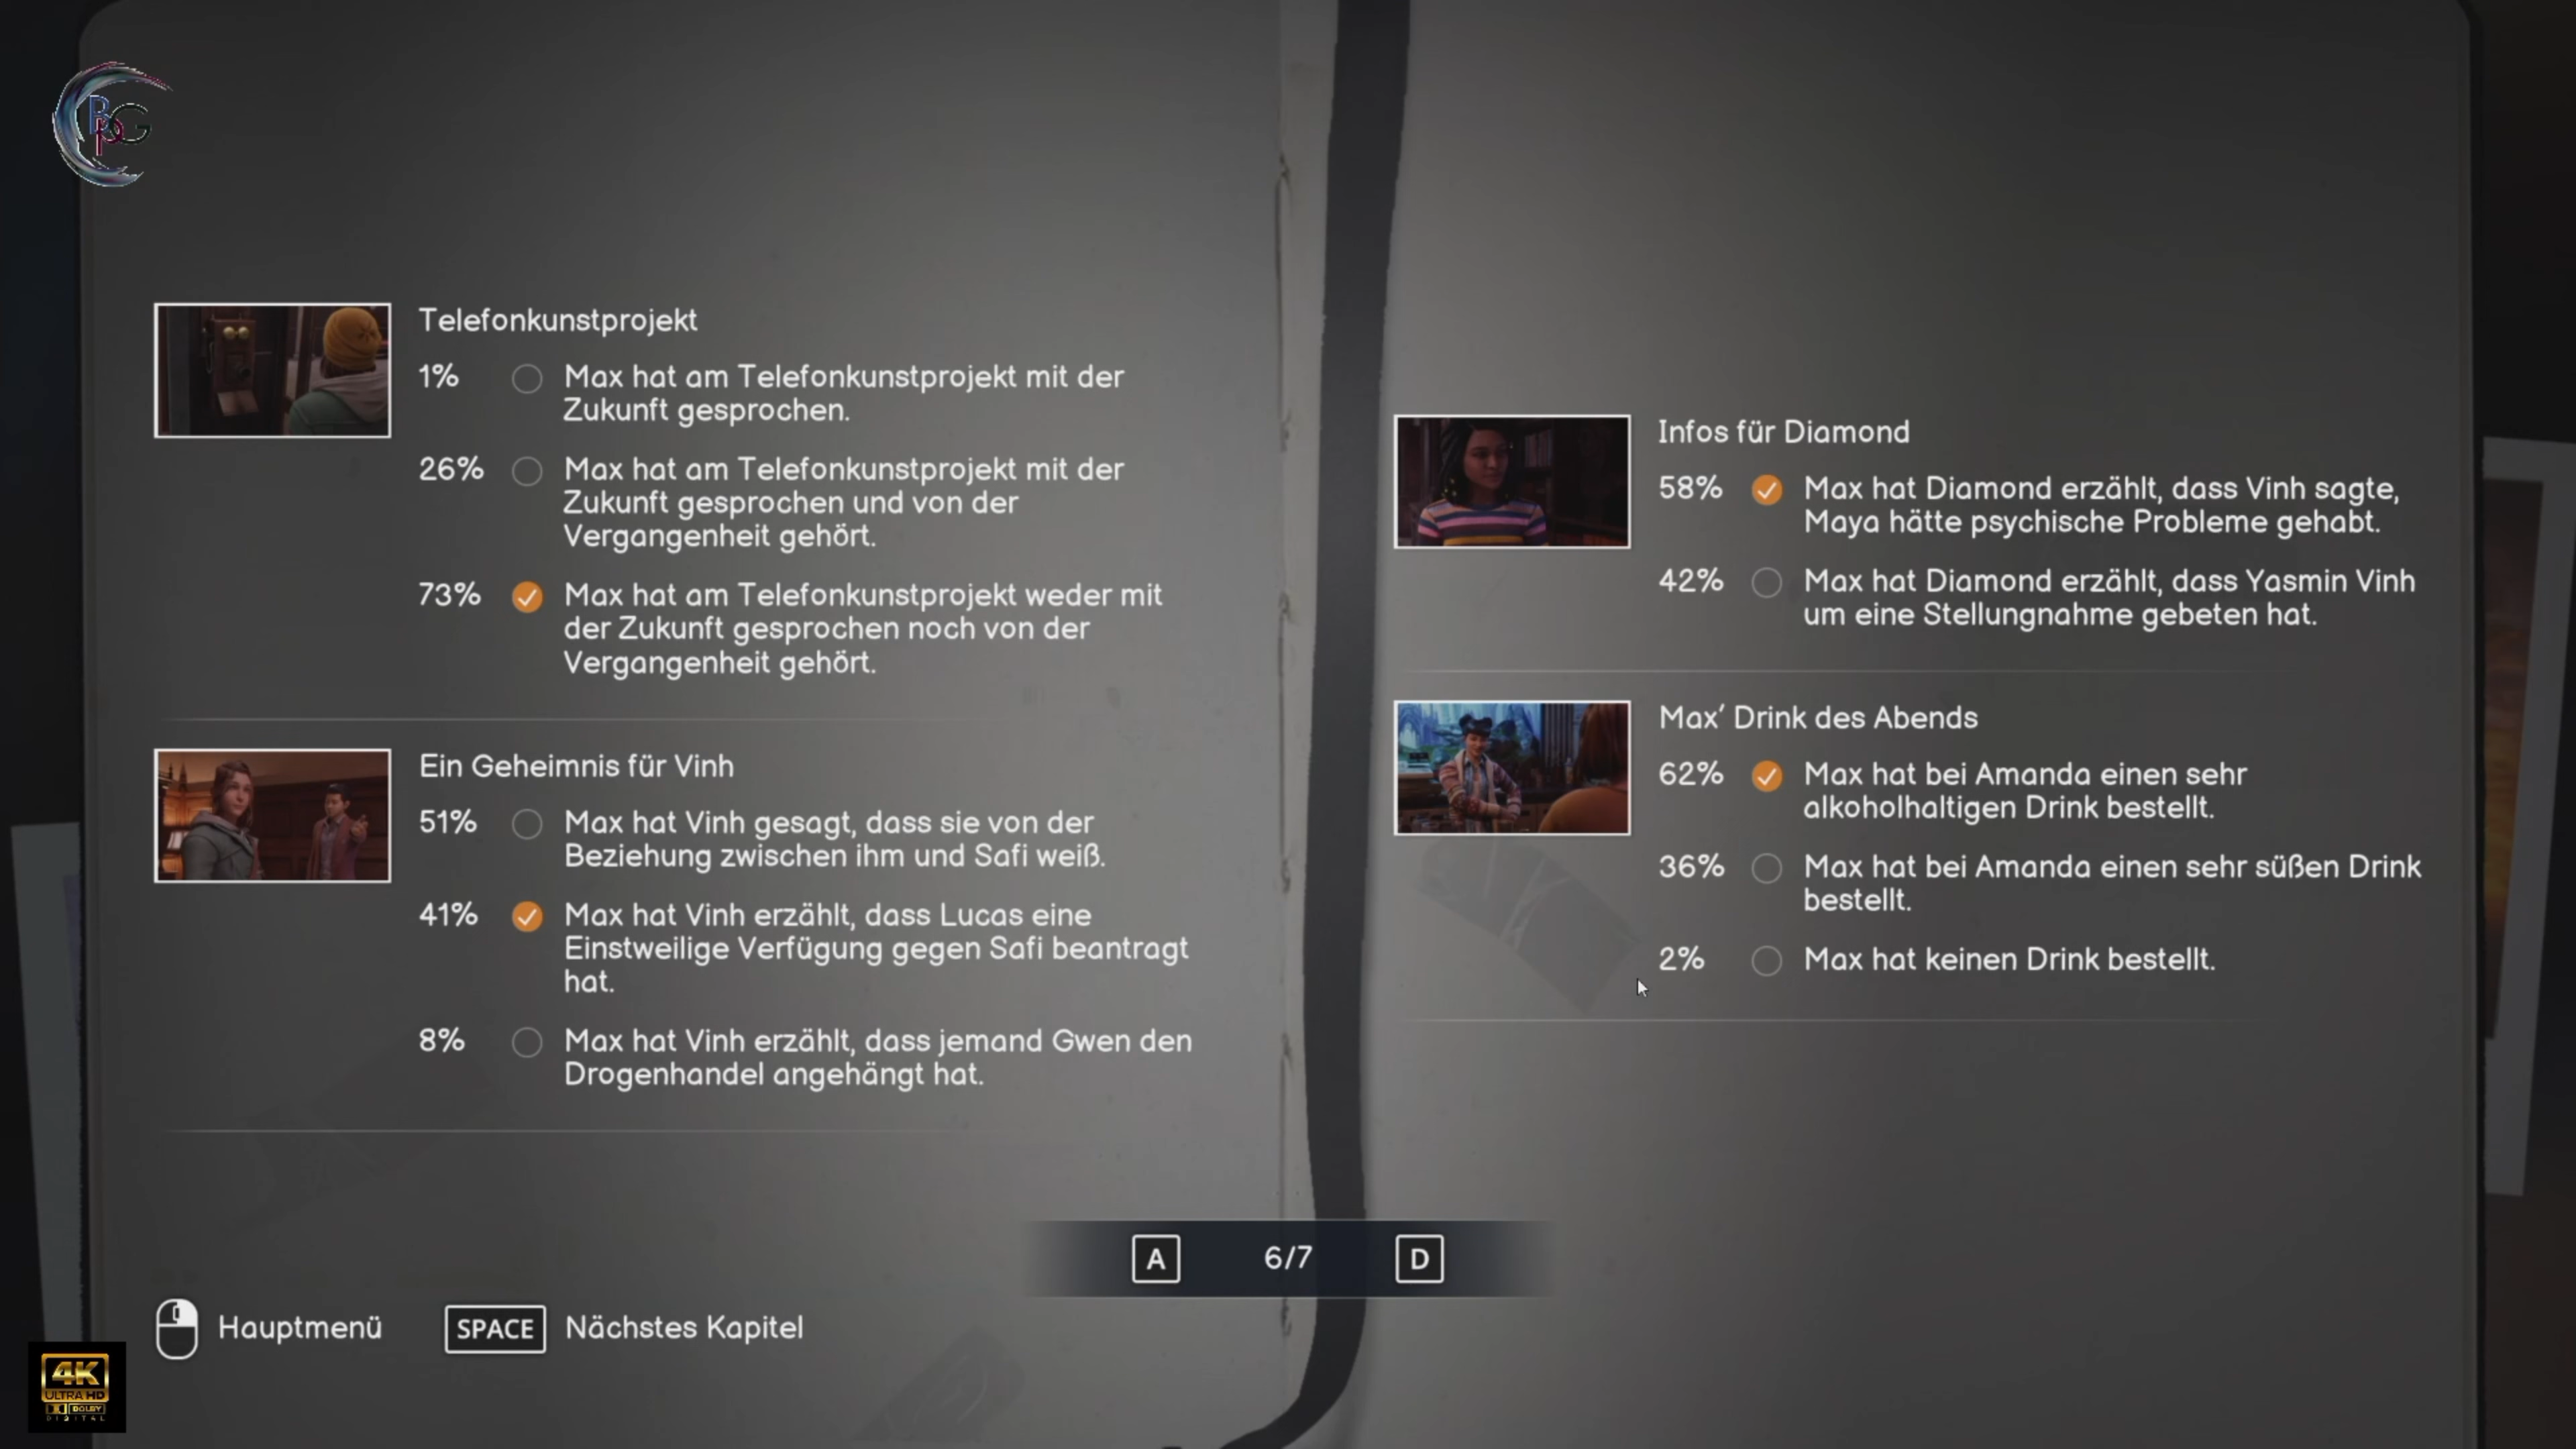 BPG
Telefonkunstprojekt
1% Max hat am Telefonkunstprojekt mit der
Zukunft gesprochen.
26% Max hat am Telefonkunstprojekt mit der
Zukunft gesprochen und von der
Vergangenheit gehört.
73% Max hat am Telefonkunstprojekt weder mit
der Zukunft gesprochen noch von der
Vergangenheit gehört.
Ein Geheimnis für Vinh
51% Max hat Vinh gesagt, dass sie von der
Beziehung zwischen ihm und Safi weiß.
41% Max hat Vinh erzählt, dass Lucas eine
Einstweilige Verfügung gegen Safi beantragt
hat.
8% Max hat Vinh erzählt, dass jemand Gwen den
Drogenhandel angehängt hat.
Infos für Diamond
58% Max hat Diamond erzählt, dass Vinh sagte,
Maya hätte psychische Probleme gehabt.
42% Max hat Diamond erzählt, dass Yasmin Vinh
um eine Stellungnahme gebeten hat.
Max’ Drink des Abends
62% Max hat bei Amanda einen sehr
alkoholhaltigen Drink bestellt.
36% Max hat bei Amanda einen sehr süßen Drink
bestellt.
2% Max hat keinen Drink bestellt.
A 6/7 D
Hauptmenü SPACE Nächstes Kapitel
4K
ULTRA HD
DOLBY
DIGITAL